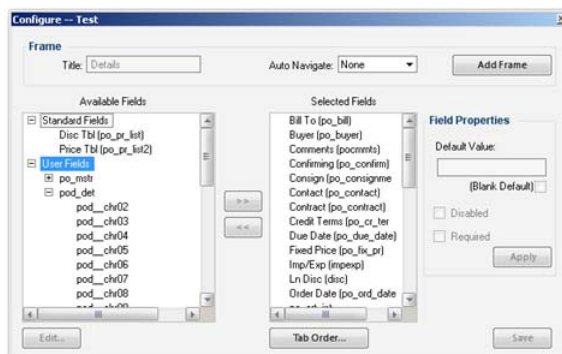 Configure -- Test
Frame
Title: Details
Auto Navigate: None
Add Frame
Available Fields
Standard Fields
Disc Tbl (po_pr_list)
Price Tbl (po_pr_list2)
User Fields
po_mstr
pod_det
pod__chr02
pod__chr03
pod__chr04
pod__chr05
pod__chr06
pod__chr07
pod__chr08
>>
<<
Edit...
Selected Fields
Bill To (po_bill)
Buyer (po_buyer)
Comments (pocmmts)
Confirming (po_confirm)
Consign (po_consignme
Contact (po_contact)
Contract (po_contract)
Credit Terms (po_cr_ter
Due Date (po_due_date)
Fixed Price (po_fix_pr)
Imp/Exp (impexp)
Ln Disc (disc)
Order Date (po_ord_date
Tab Order...
Field Properties
Default Value:
(Blank Default)
Disabled
Required
Apply
Save